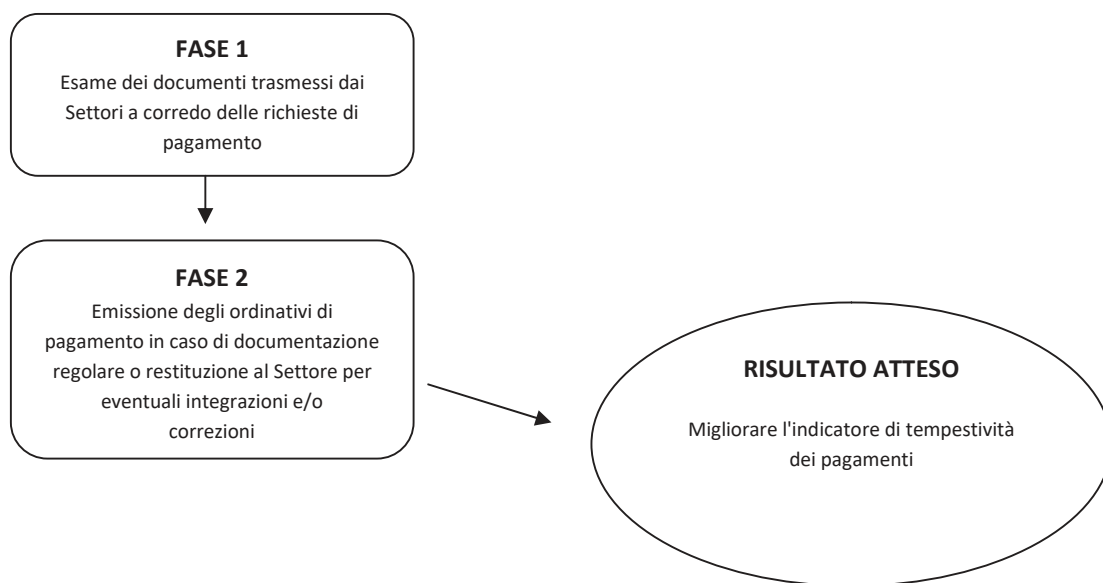 FASE 1
Esame dei documenti trasmessi dai
Settori a corredo delle richieste di
pagamento
FASE 2
Emissione degli ordinativi di
pagamento in caso di documentazione
regolare o restituzione al Settore per
eventuali integrazioni e/o
correzioni
RISULTATO ATTESO
Migliorare l'indicatore di tempestività
dei pagamenti